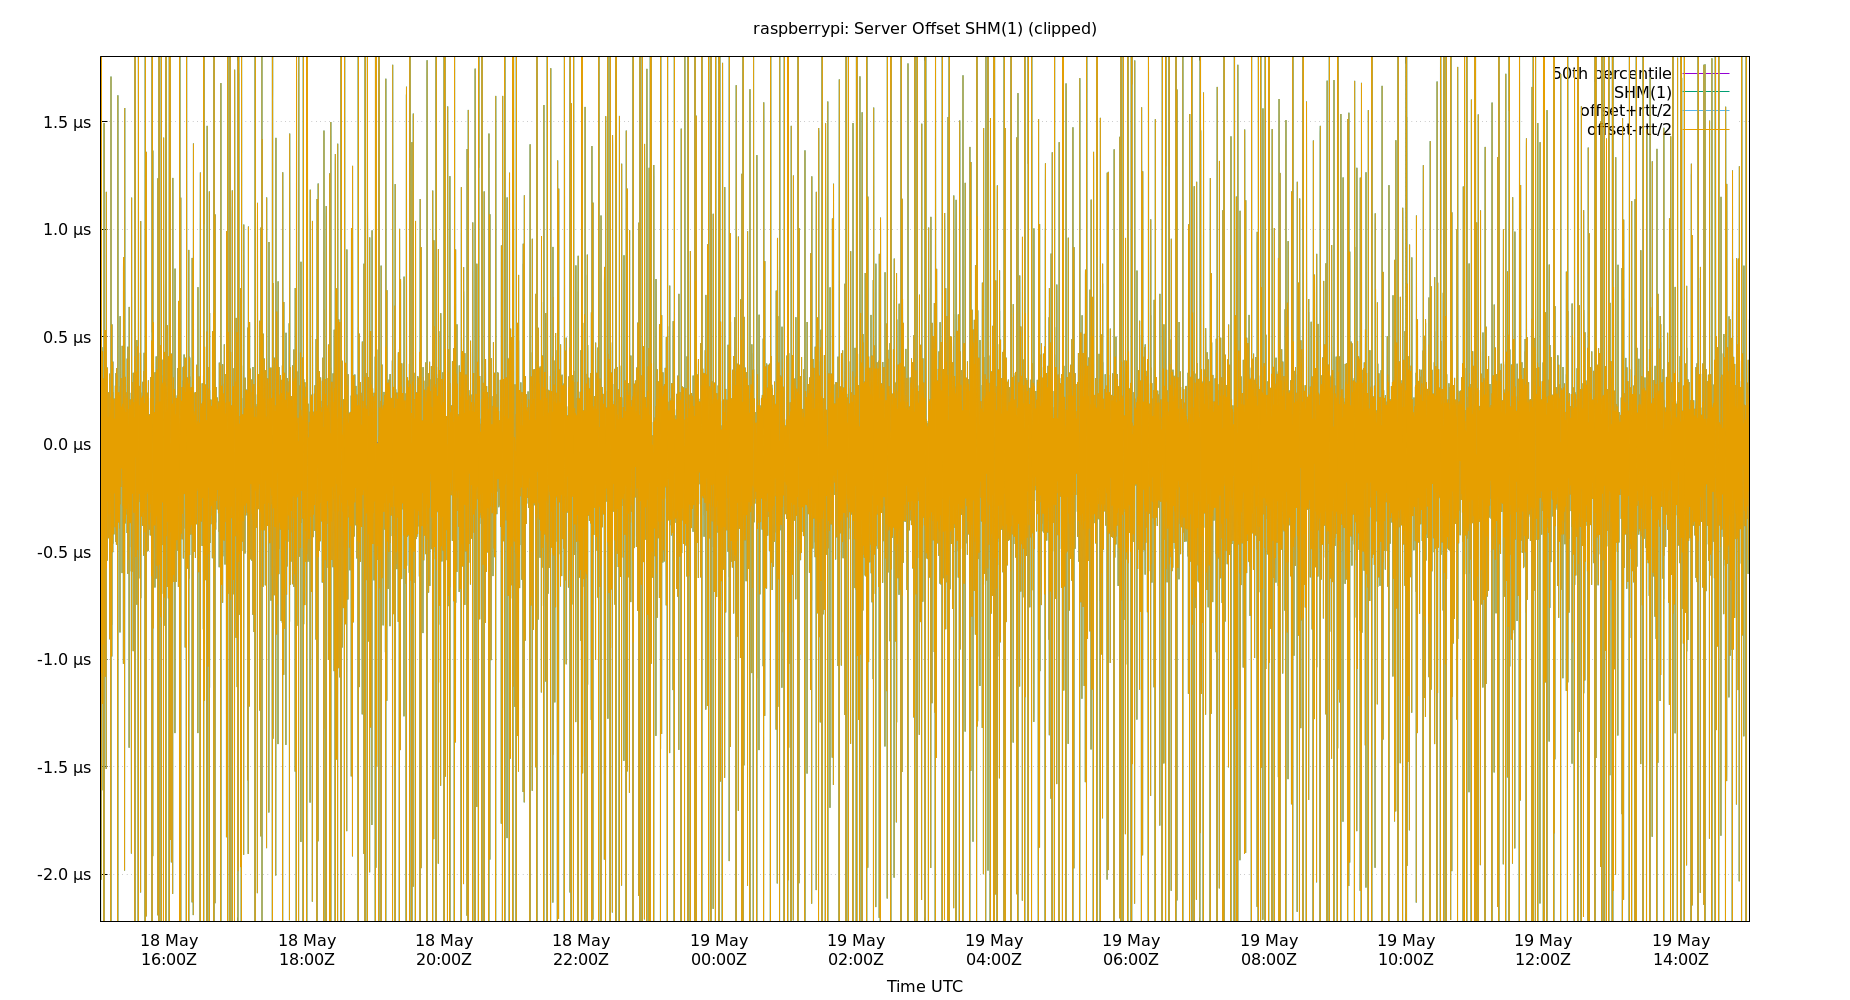 raspberrypi: Server Offset SHM(1) (clipped)
50th percentile
SHM(1)
offset+rtt/2
offset-rtt/2
1.5 µs
1.0 µs
0.5 µs
0.0 µs
-0.5 µs
-1.0 µs
-1.5 µs
-2.0 µs
18 May 18 May 18 May 18 May 19 May 19 May 19 May 19 May 19 May 19 May 19 May 19 May
16:00Z 18:00Z 20:00Z 22:00Z 00:00Z 02:00Z 04:00Z 06:00Z 08:00Z 10:00Z 12:00Z 14:00Z
Time UTC